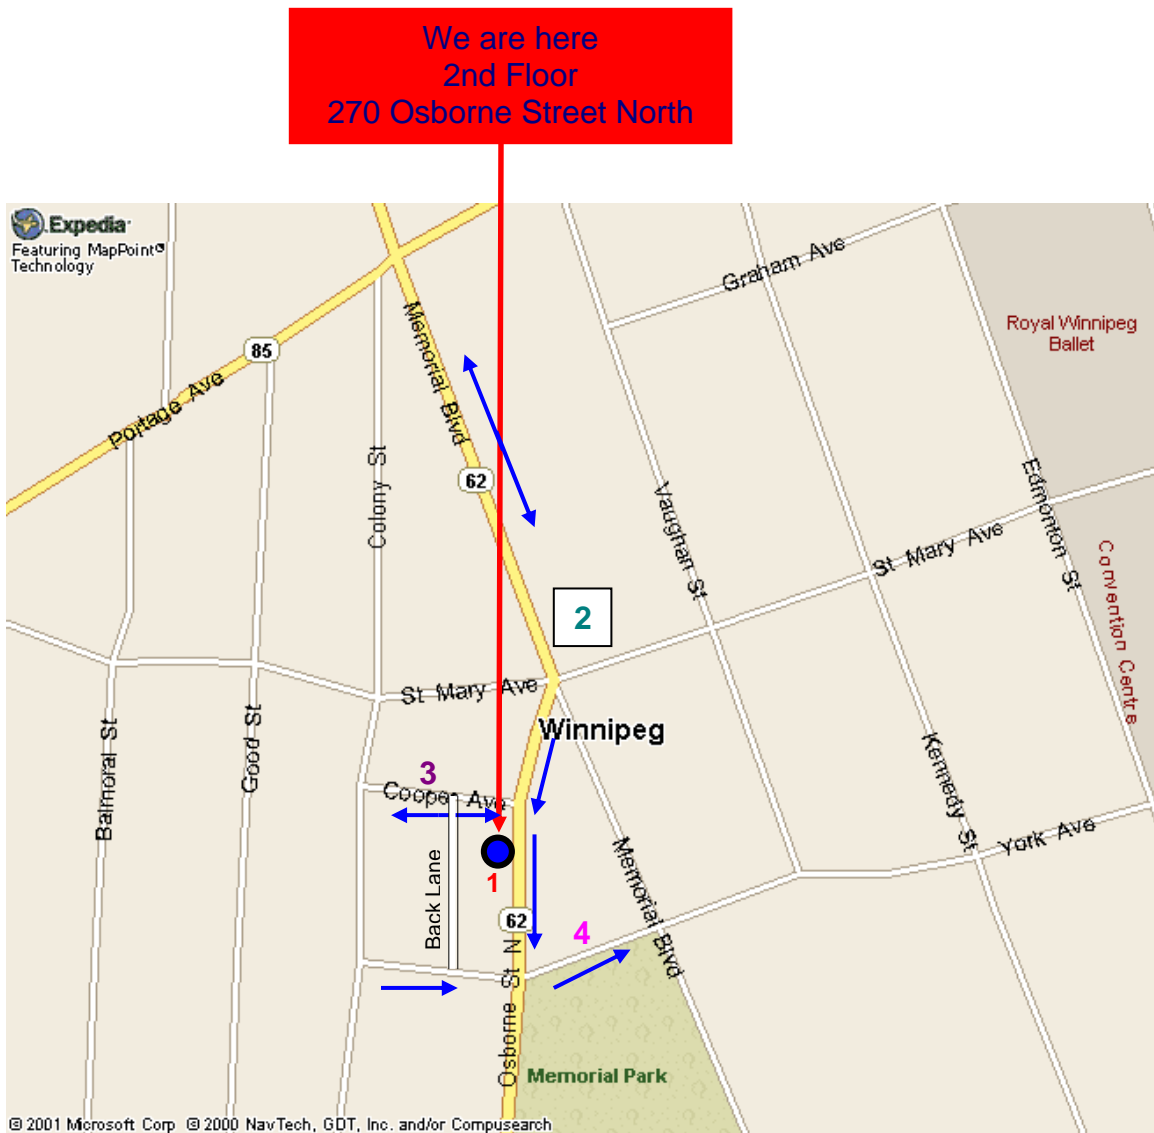 We are here
2nd Floor
270 Osborne Street North
Expedia
Featuring MapPoint®
Technology
Graham Ave
Royal Winnipeg
Ballet
Memorial Blvd
85
Portage Ave
Colony St
62
Vaughan St
Edmonton St
St Mary Ave
Convention Centre
2
St Mary Ave
Winnipeg
Balmoral St
Good St
3
Cooper Ave
Kennedy St
York Ave
Back Lane
1
62
4
Memorial Blvd
Osborne St N
Memorial Park
© 2001 Microsoft Corp © 2000 NavTech, GDT, Inc. and/or Compusearch